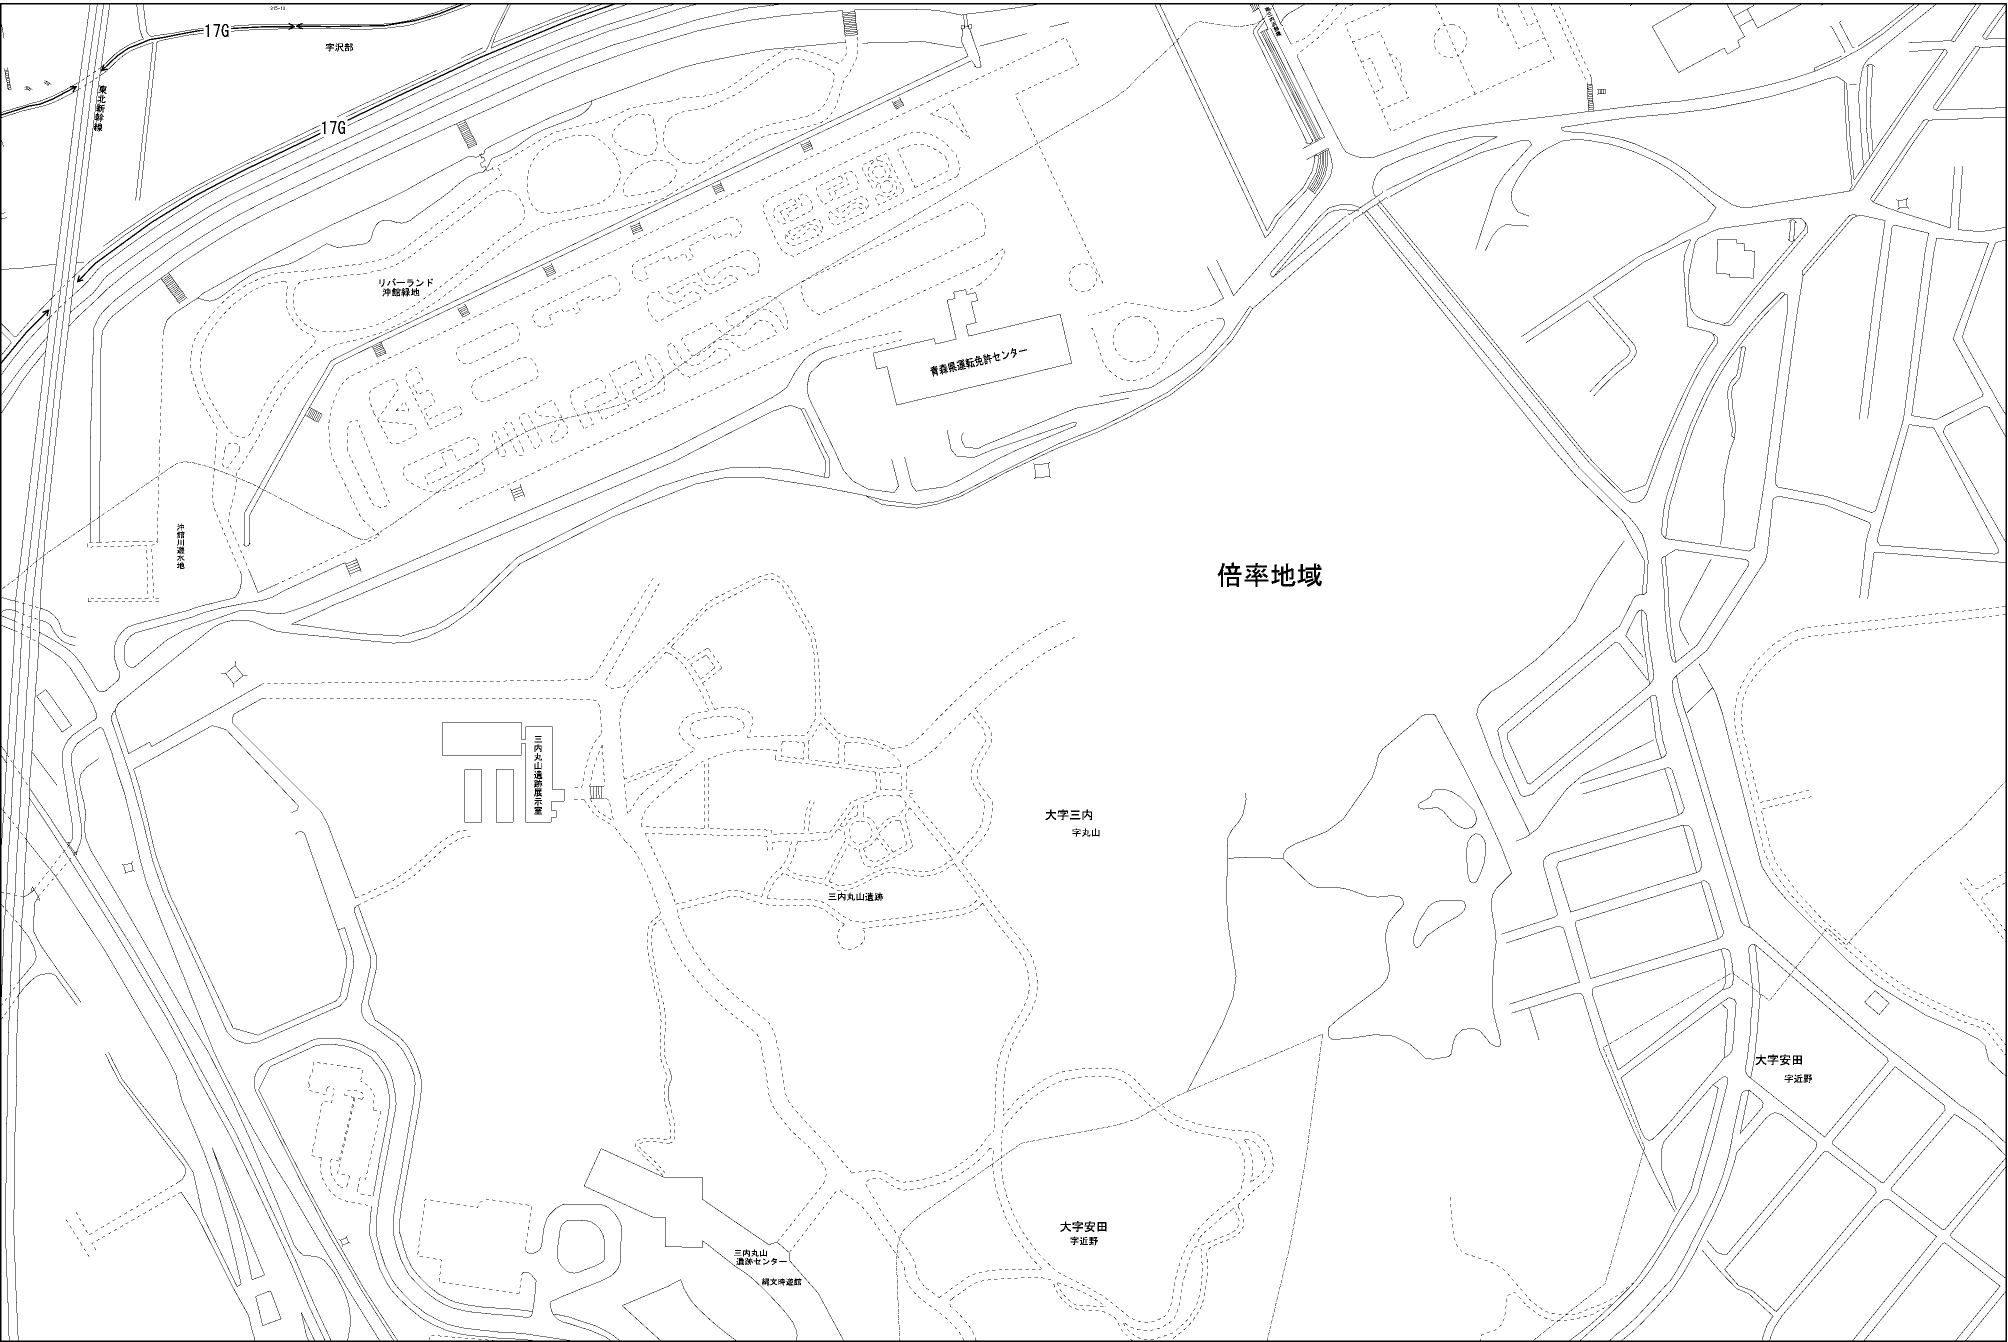 17G
字沢部
東北新幹線
17G
リバーランド
沖館緑地
青森県運転免許センター
沖館川遊水地
倍率地域
三内丸山遺跡展示室
大字三内
字丸山
三内丸山遺跡
大字安田
字近野
大字安田
字近野
三内丸山
遺跡センター
縄文時遊館